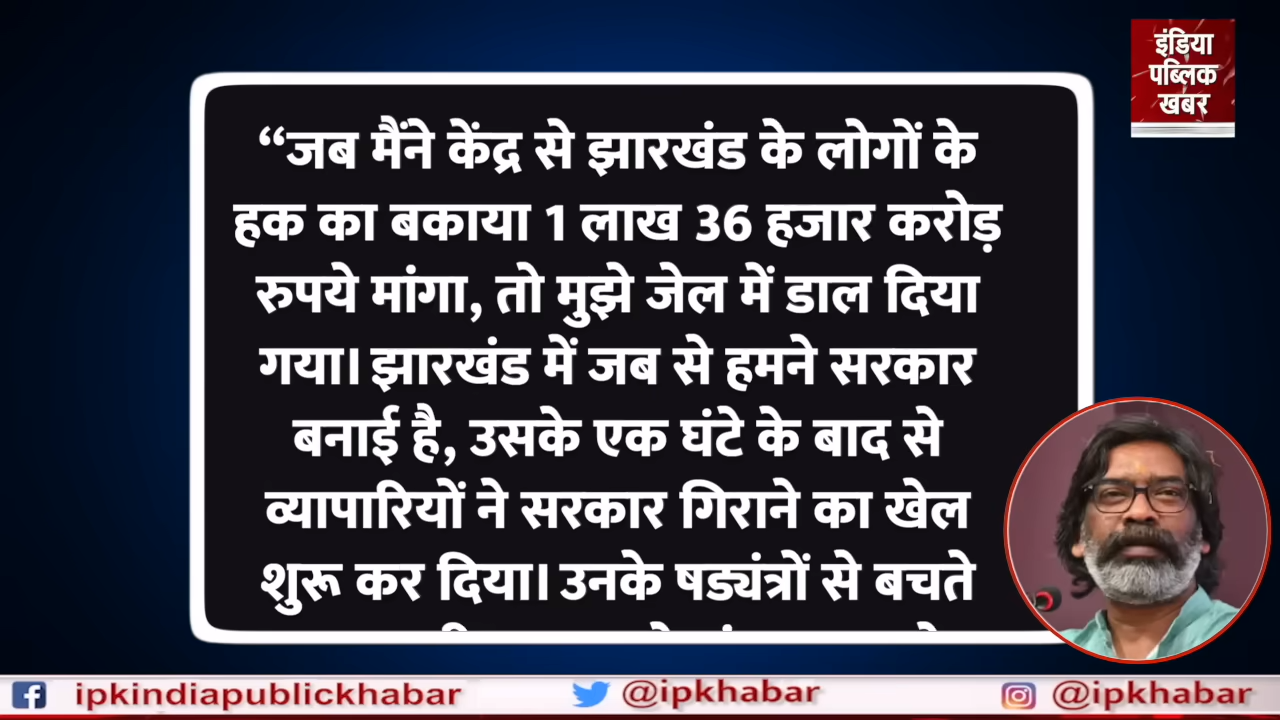 इंडिया
पब्लिक
खबर
“जब मैंने केंद्र से झारखंड के लोगों के
हक का बकाया 1 लाख 36 हजार करोड़
रुपये मांगा, तो मुझे जेल में डाल दिया
गया। झारखंड में जब से हमने सरकार
बनाई है, उसके एक घंटे के बाद से
व्यापारियों ने सरकार गिराने का खेल
शुरू कर दिया। उनके षड्यंत्रों से बचते
ipkindiapublickhabar @ipkhabar @ipkhabar